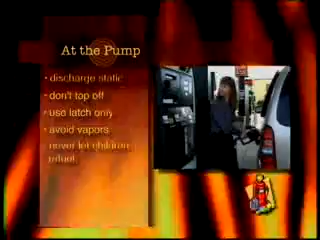 At the Pump
· discharge static
· don't top off
· use latch only
· avoid vapors
· never let children
refuel